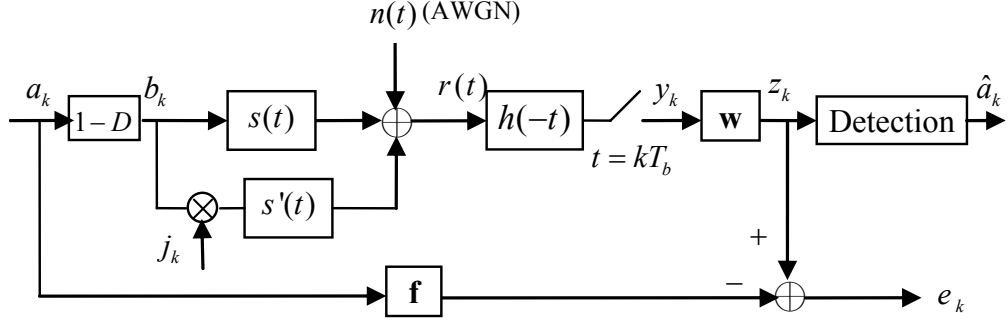 n(t) (AWGN)
a_k
1 − D
b_k
s(t)
r(t)
h(−t)
y_k
w
z_k
Detection
â_k
t = kT_b
s'(t)
j_k
+
f
−
e_k